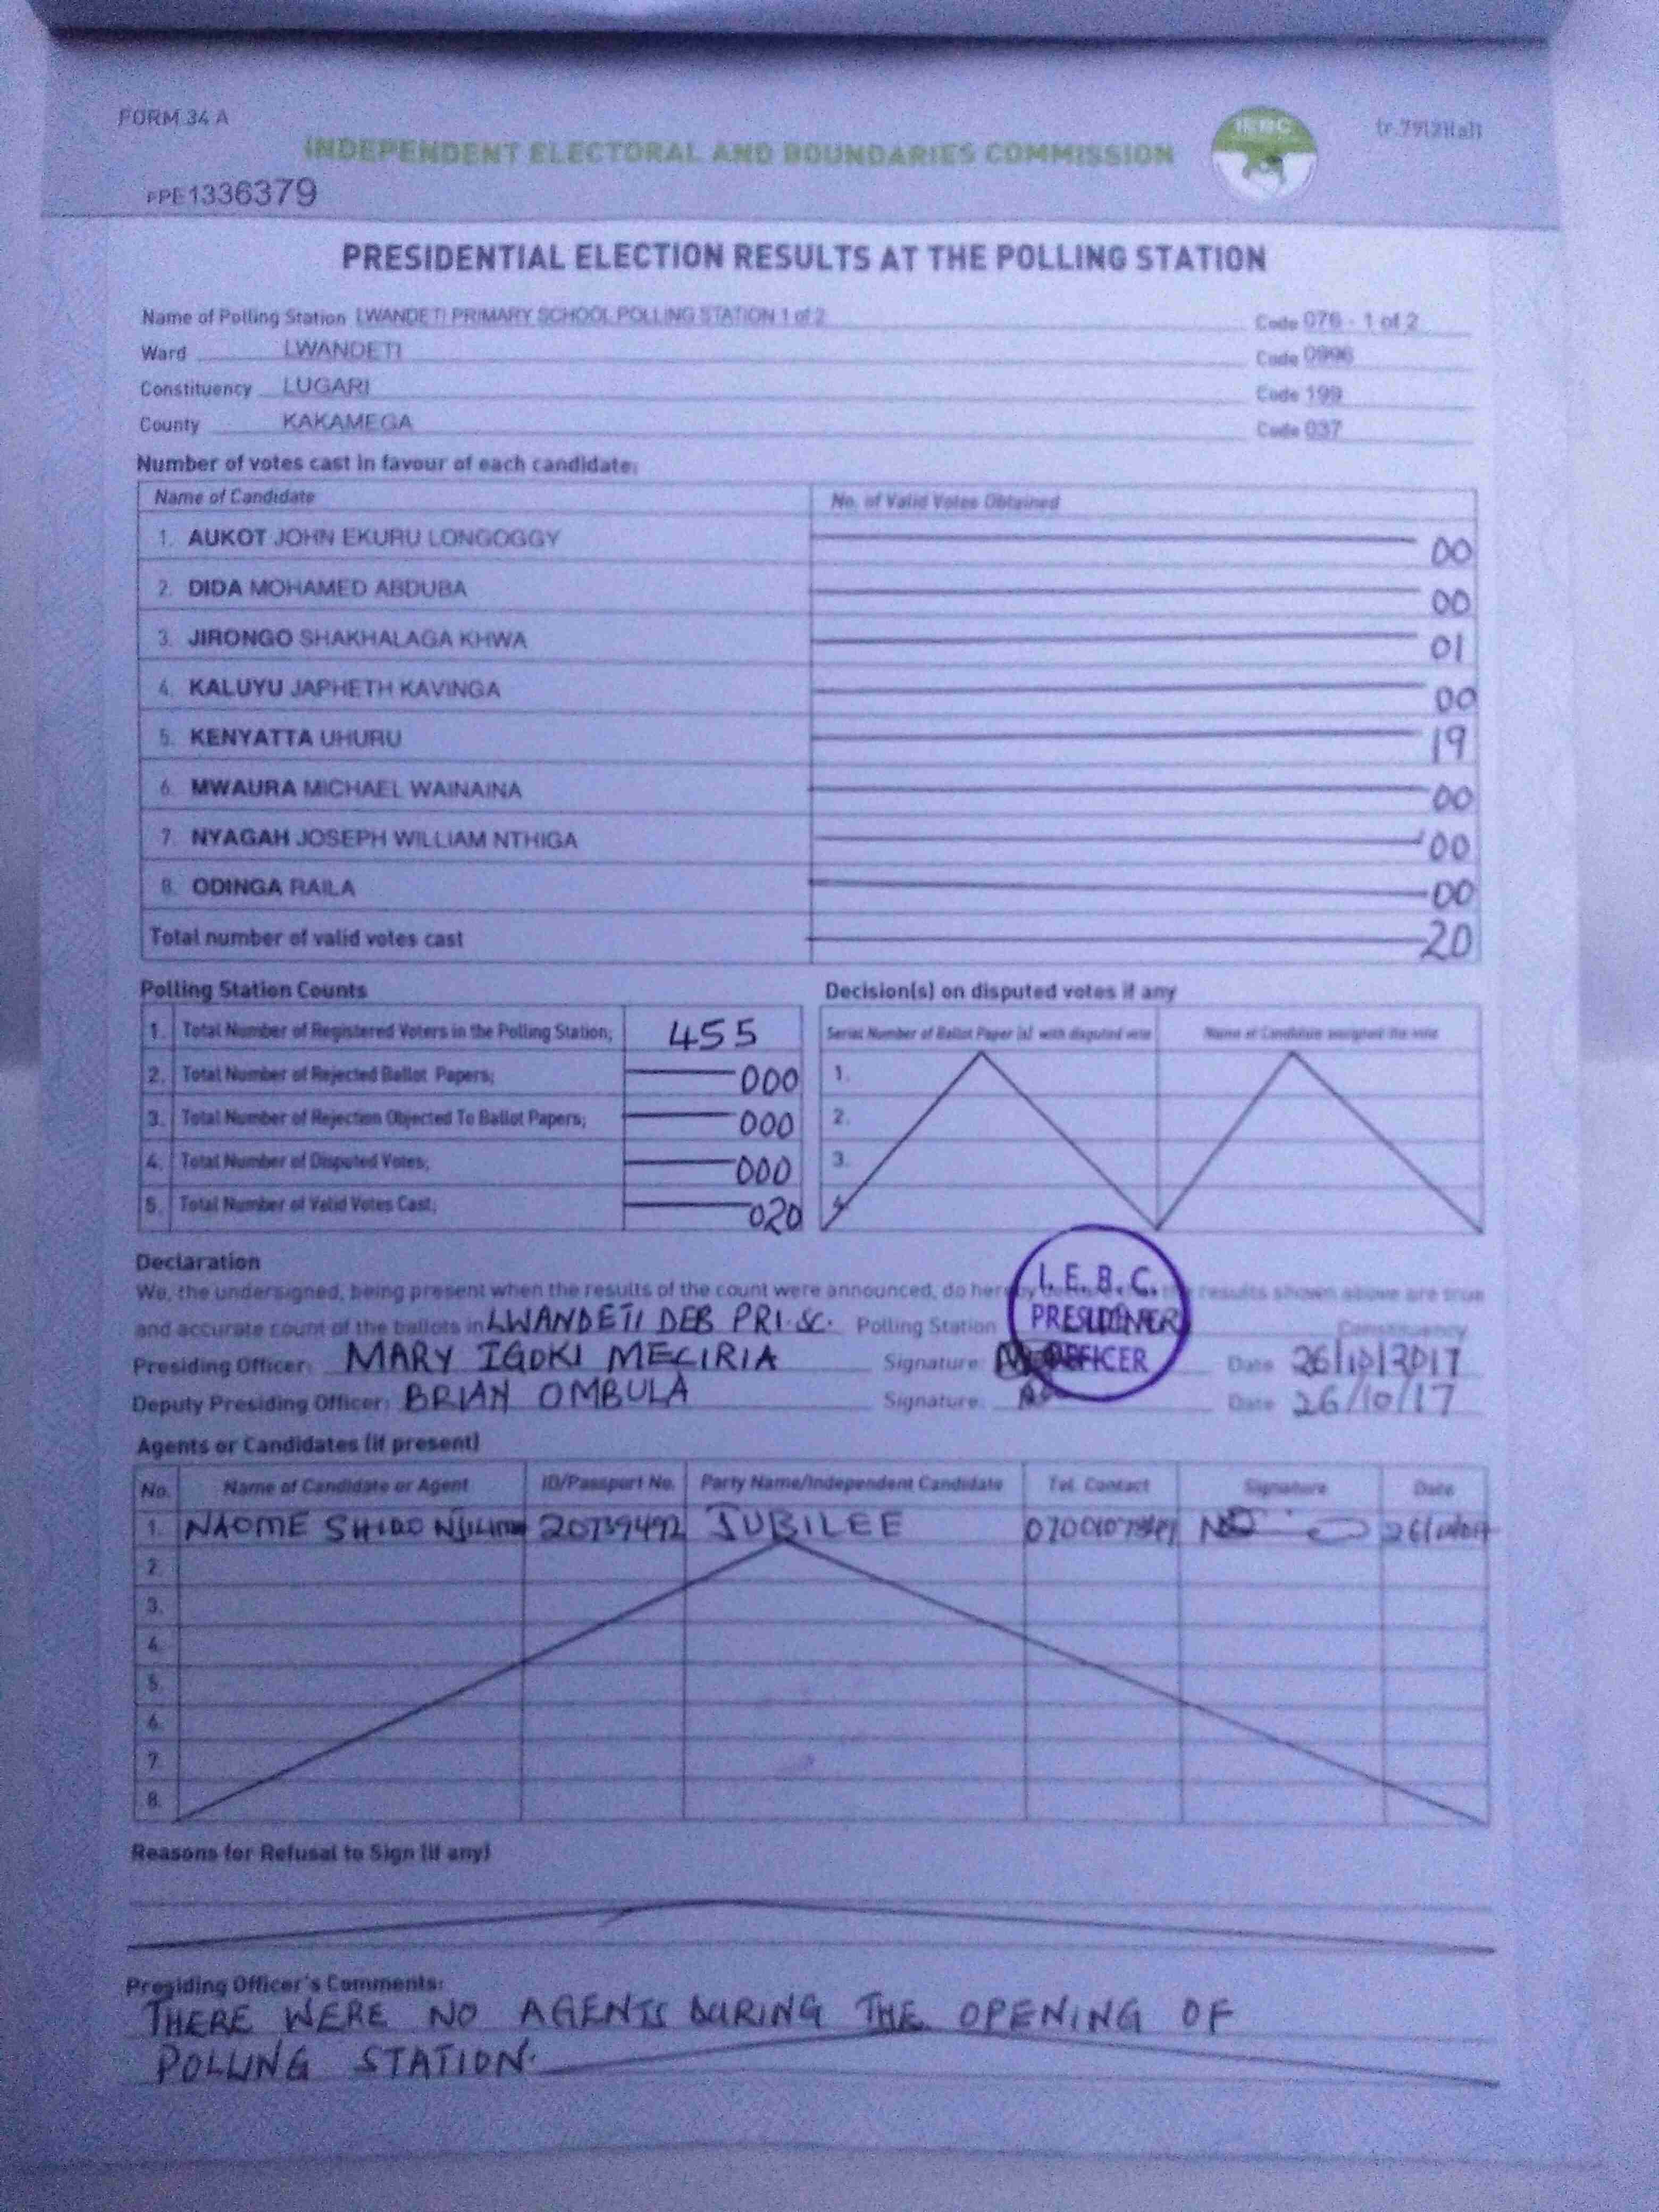 FORM 34 A
INDEPENDENT ELECTORAL AND BOUNDARIES COMMISSION
IEBC
PPE1336379
PRESIDENTIAL ELECTION RESULTS AT THE POLLING STATION
Name of Polling Station LWANDETI PRIMARY SCHOOL POLLING STATION 1 of 2 Code 076 - 1 of 2
Ward LWANDETI Code 0996
Constituency LUGARI Code 199
County KAKAMEGA Code 037
Number of votes cast in favour of each candidate:
Name of Candidate No. of Valid Votes Obtained
1. AUKOT JOHN EKURU LONGOGGY 00
2. DIDA MOHAMED ABDUBA 00
3. JIRONGO SHAKHALAGA KHWA 01
4. KALUYU JAPHETH KAVINGA 00
5. KENYATTA UHURU 19
6. MWAURA MICHAEL WAINAINA 00
7. NYAGAH JOSEPH WILLIAM NTHIGA 00
8. ODINGA RAILA 00
Total number of valid votes cast 20
Polling Station Counts Decision(s) on disputed votes if any
Serial Number of Ballot Paper (s) with disputed vote Name of Candidate assigned the vote
1. Total Number of Registered Voters in the Polling Station; 455
2. Total Number of Rejected Ballot Papers; 000 1.
3. Total Number of Rejection Objected To Ballot Papers; 000 2.
4. Total Number of Disputed Votes; 000 3.
5. Total Number of Valid Votes Cast; 020 4.
Declaration
We, the undersigned, being present when the results of the count were announced, do hereby results shown above are true
and accurate count of the ballots in LWANDETI DEB PRI.SC. Polling Station Constituency
I. E. B. C.
OFFICER
Presiding Officer: MARY IGOKI MECIRIA Signature: Date 26/10/2017
Deputy Presiding Officer: BRIAN OMBULA Signature: Date 26/10/17
Agents or Candidates (if present)
No. Name of Candidate or Agent ID/Passport No. Party Name/Independent Candidate Tel. Contact Signature Date
1. NAOME SHIRO 20739492 JUBILEE
2.
3.
4.
5.
6.
7.
8.
Reasons for Refusal to Sign (if any)
Presiding Officer's Comments:
THERE WERE NO AGENTS DURING THE OPENING OF
POLLING STATION.